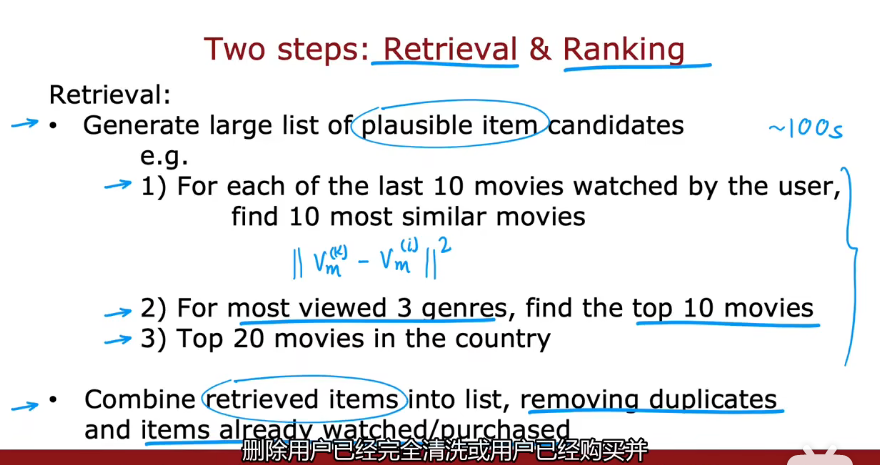 Two steps: Retrieval & Ranking
Retrieval:
→ • Generate large list of plausible item candidates ~100s
e.g.
→ 1) For each of the last 10 movies watched by the user,
find 10 most similar movies
|| Vm^(k) - Vm^(i) ||^2
→ 2) For most viewed 3 genres, find the top 10 movies
→ 3) Top 20 movies in the country
→ • Combine retrieved items into list, removing duplicates
and items already watched/purchased
删除用户已经完全清洗或用户已经购买并